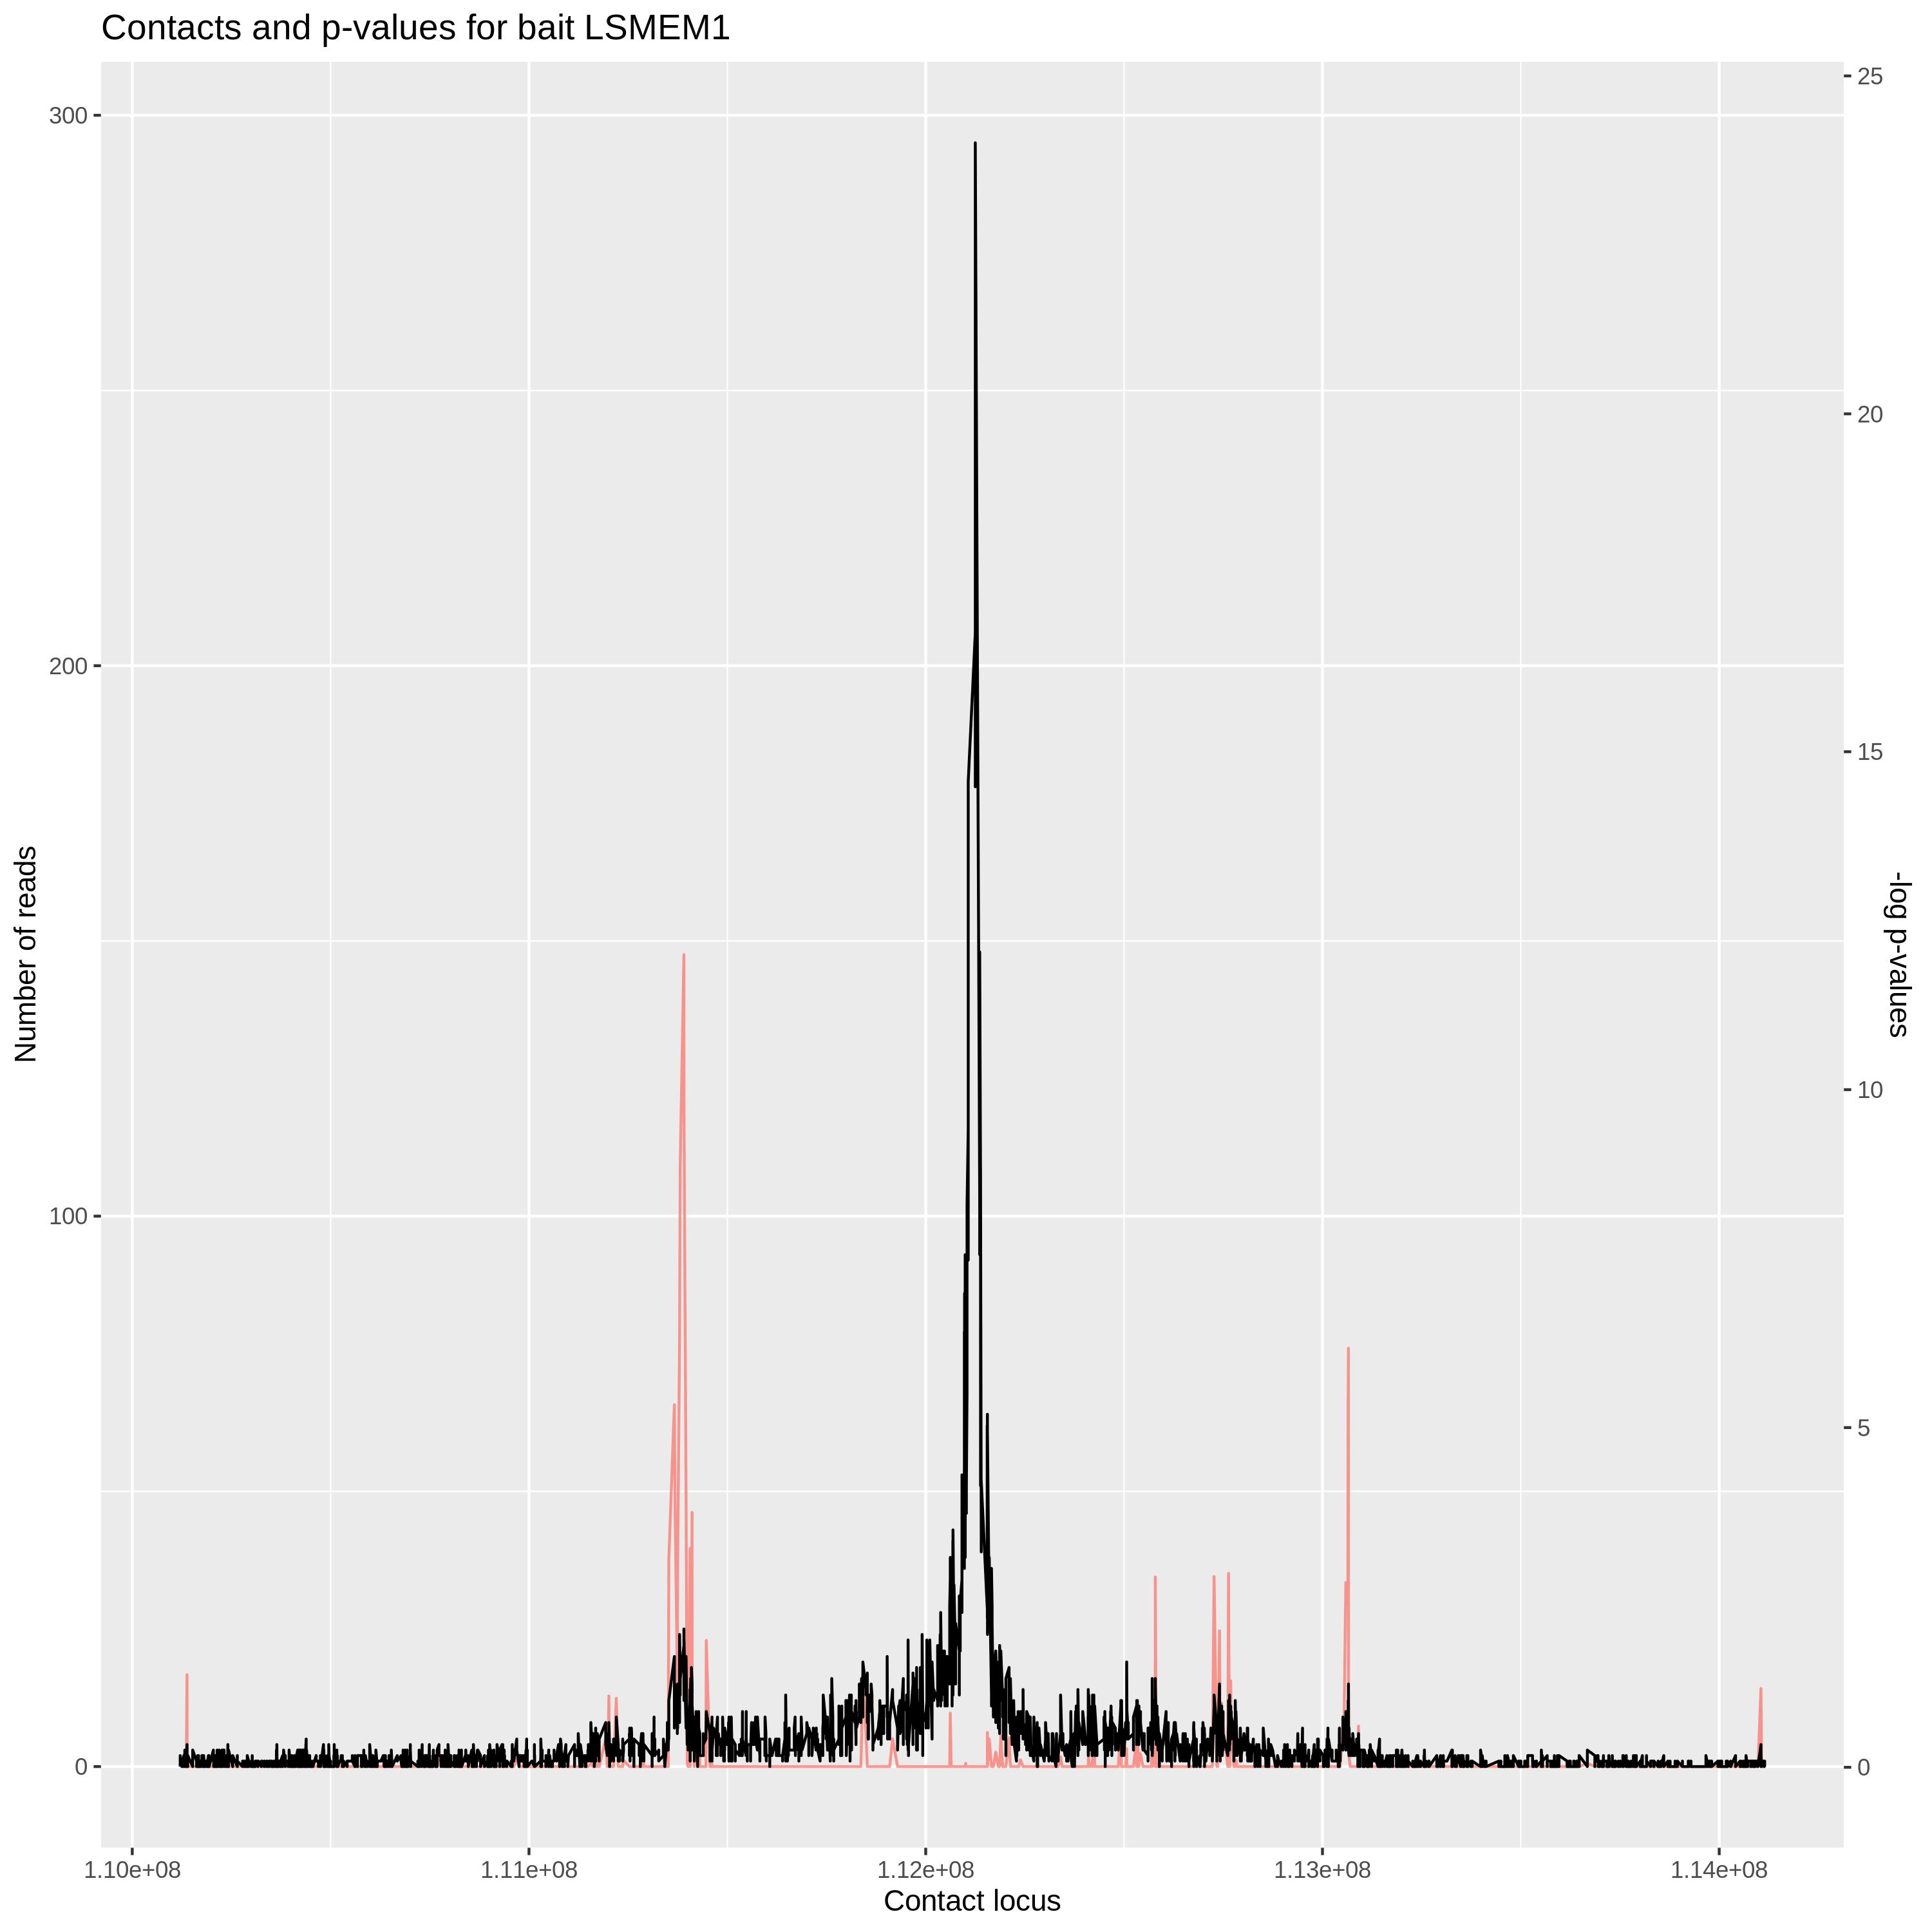 Contacts and p-values for bait LSMEM1
300
200
100
0
Number of reads
25
20
15
10
5
0
-log p-values
1.10e+08
1.11e+08
1.12e+08
1.13e+08
1.14e+08
Contact locus